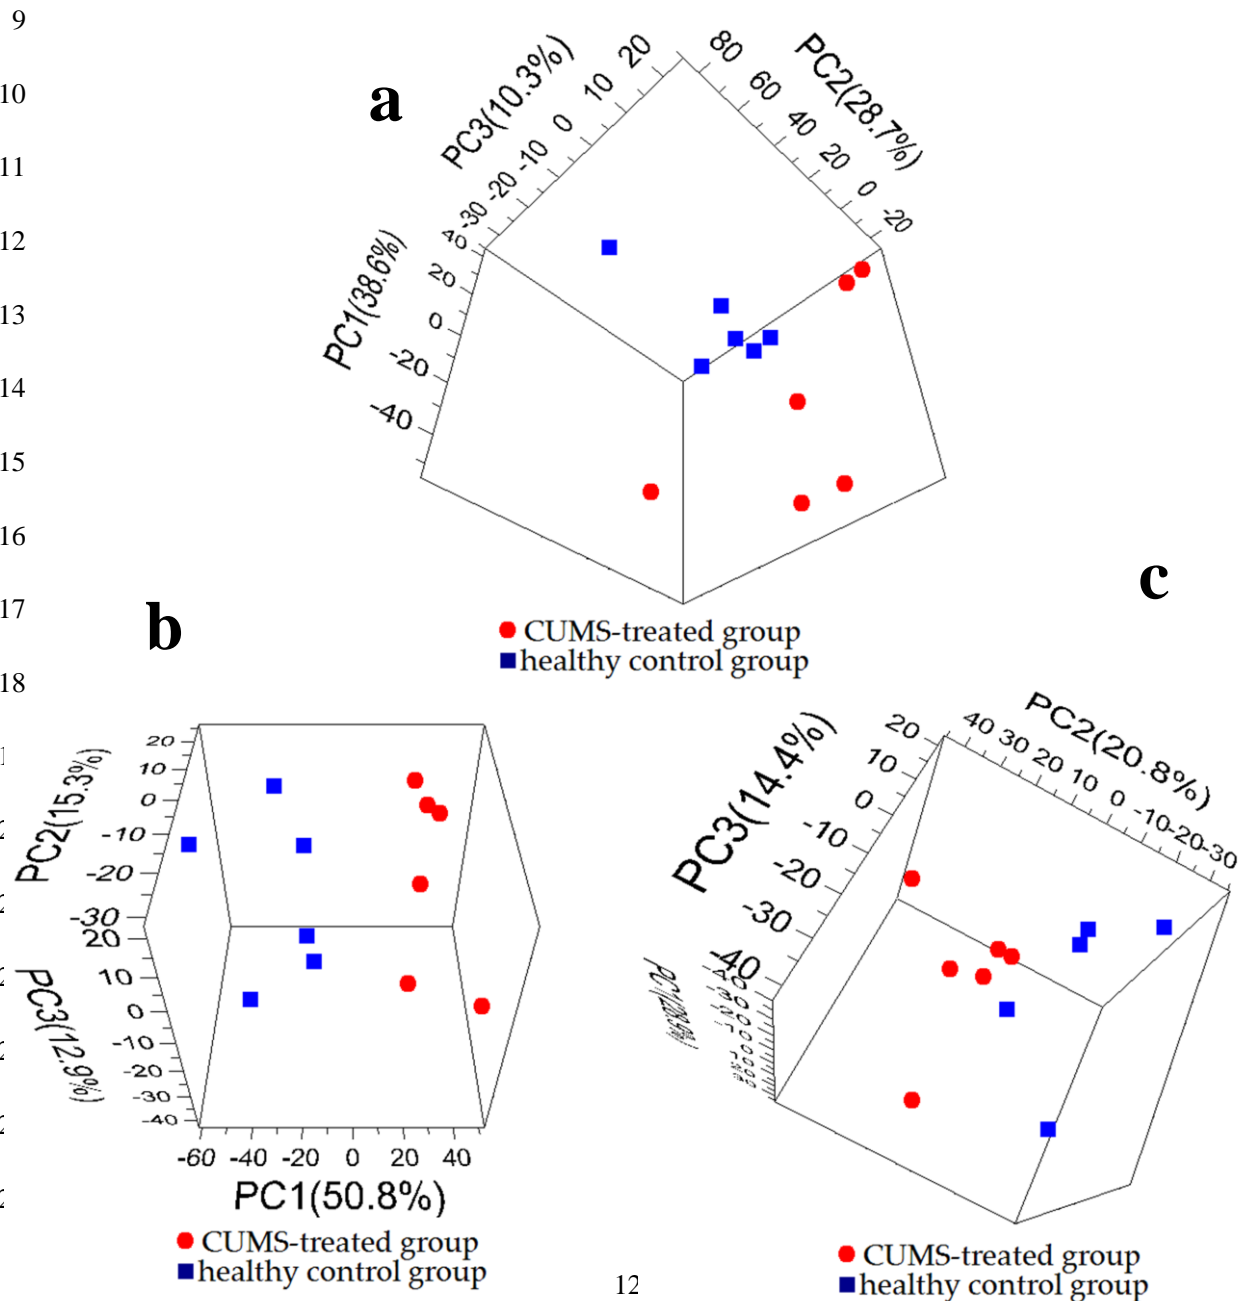 9
10
11
12
13
14
15
16
17
18
a
PC3(10.3%)
20
10
0
-10
-20
-30
PC2(28.7%)
80
60
40
20
0
-20
PC1(38.6%)
40
20
0
-20
-40
CUMS-treated group
healthy control group
b
PC2(15.3%)
20
10
0
-10
-20
-30
PC3(12.9%)
20
10
0
-10
-20
-30
-40
-60 -40 -20 0 20 40
PC1(50.8%)
CUMS-treated group
healthy control group
c
PC3(14.4%)
20
10
0
-10
-20
-30
-40
PC2(20.8%)
40 30 20 10 0 -10 -20 -30
CUMS-treated group
healthy control group
12